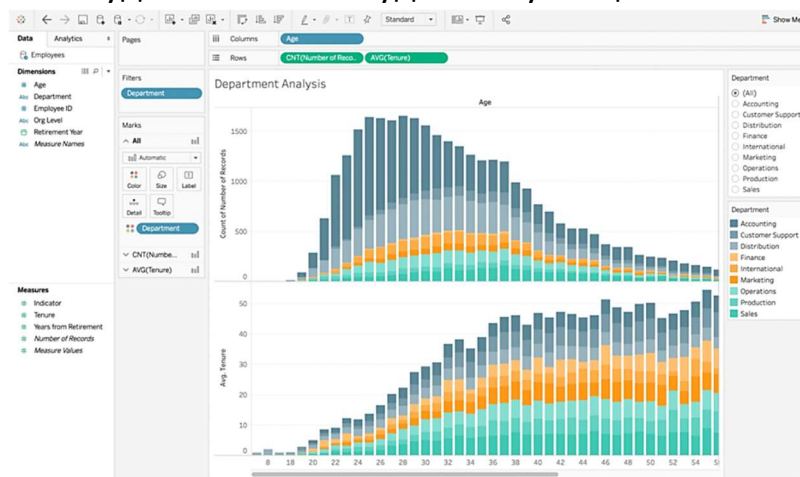 Standard
Show Me
Data
Analytics
Employees
Dimensions
Age
Abc Department
Employee ID
Abc Org Level
Retirement Year
Abc Measure Names
Measures
Indicator
Tenure
Years from Retirement
Number of Records
Measure Values
Pages
Filters
Department
Marks
All
Automatic
Color
Size
Label
Detail
Tooltip
Department
CNT(Numbe...
AVG(Tenure)
Columns
Age
Rows
CNT(Number of Reco..
AVG(Tenure)
Department Analysis
Age
Count of Number of Records
1500
1000
500
0
Avg. Tenure
50
40
30
20
10
0
8 18 20 22 24 26 28 30 32 34 36 38 40 42 44 46 48 50 52 54
Department
(All)
Accounting
Customer Support
Distribution
Finance
International
Marketing
Operations
Production
Sales
Department
Accounting
Customer Support
Distribution
Finance
International
Marketing
Operations
Production
Sales